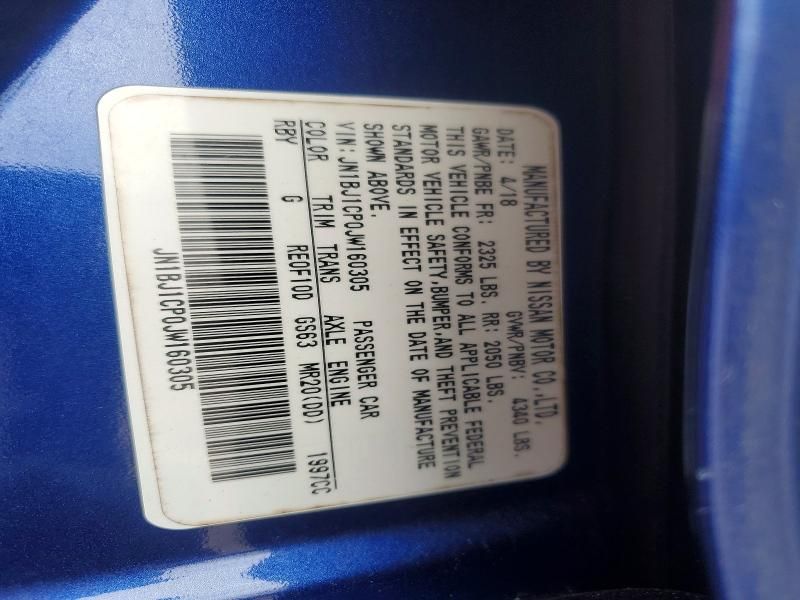 MANUFACTURED BY NISSAN MOTOR CO.,LTD.
DATE: 4/18 GVWR/PNBV: 4340 LBS.
GAWR/PNBE FR: 2325 LBS. RR: 2050 LBS.
THIS VEHICLE CONFORMS TO ALL APPLICABLE FEDERAL
MOTOR VEHICLE SAFETY,BUMPER,AND THEFT PREVENTION
STANDARDS IN EFFECT ON THE DATE OF MANUFACTURE
SHOWN ABOVE.
VIN: JN1BJ1CP0JW160305 PASSENGER CAR
COLOR TRIM TRANS AXLE ENGINE
RBY G RE0F10D GS63 MR20(DD) 1997CC
JN1BJ1CP0JW160305